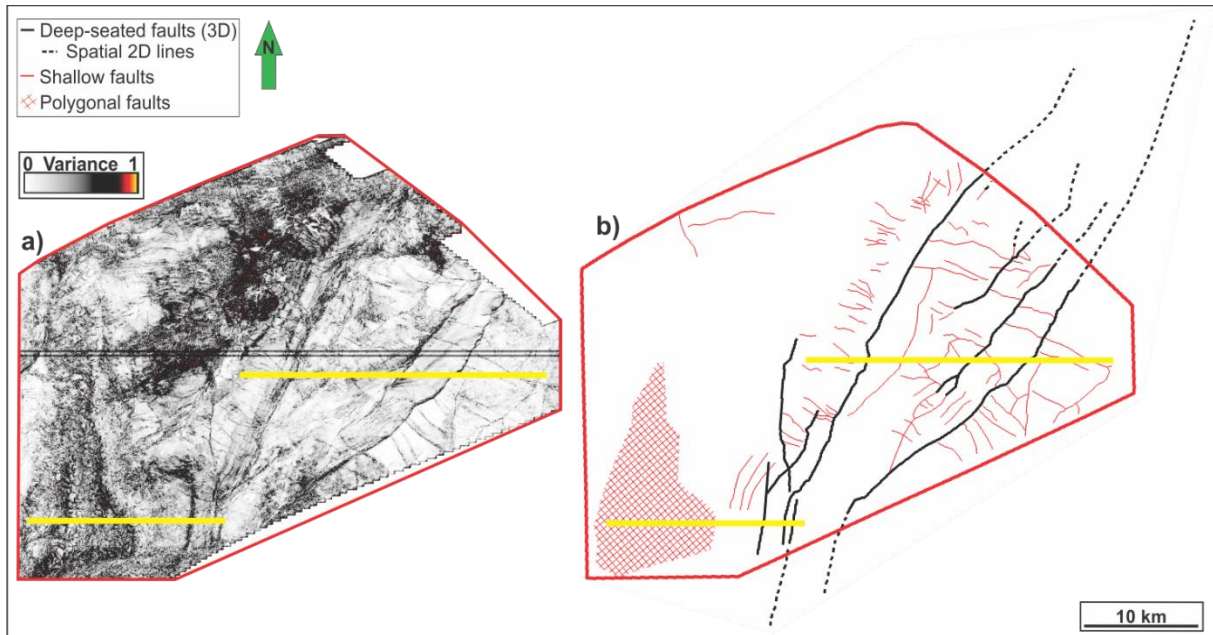 Deep-seated faults (3D)
Spatial 2D lines
Shallow faults
Polygonal faults
N
0 Variance 1
a)
b)
10 km